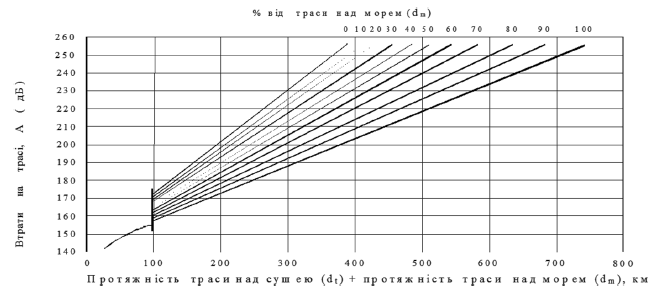 % від траси над морем (dm)
0 10 20 30 40 50 60 70 80 90 100
Втрати на трасі, А ( дБ)
260
250
240
230
220
210
200
190
180
170
160
150
140
0 100 200 300 400 500 600 700 800
Протяжність траси над сушею (dt) + протяжність траси над морем (dm), км